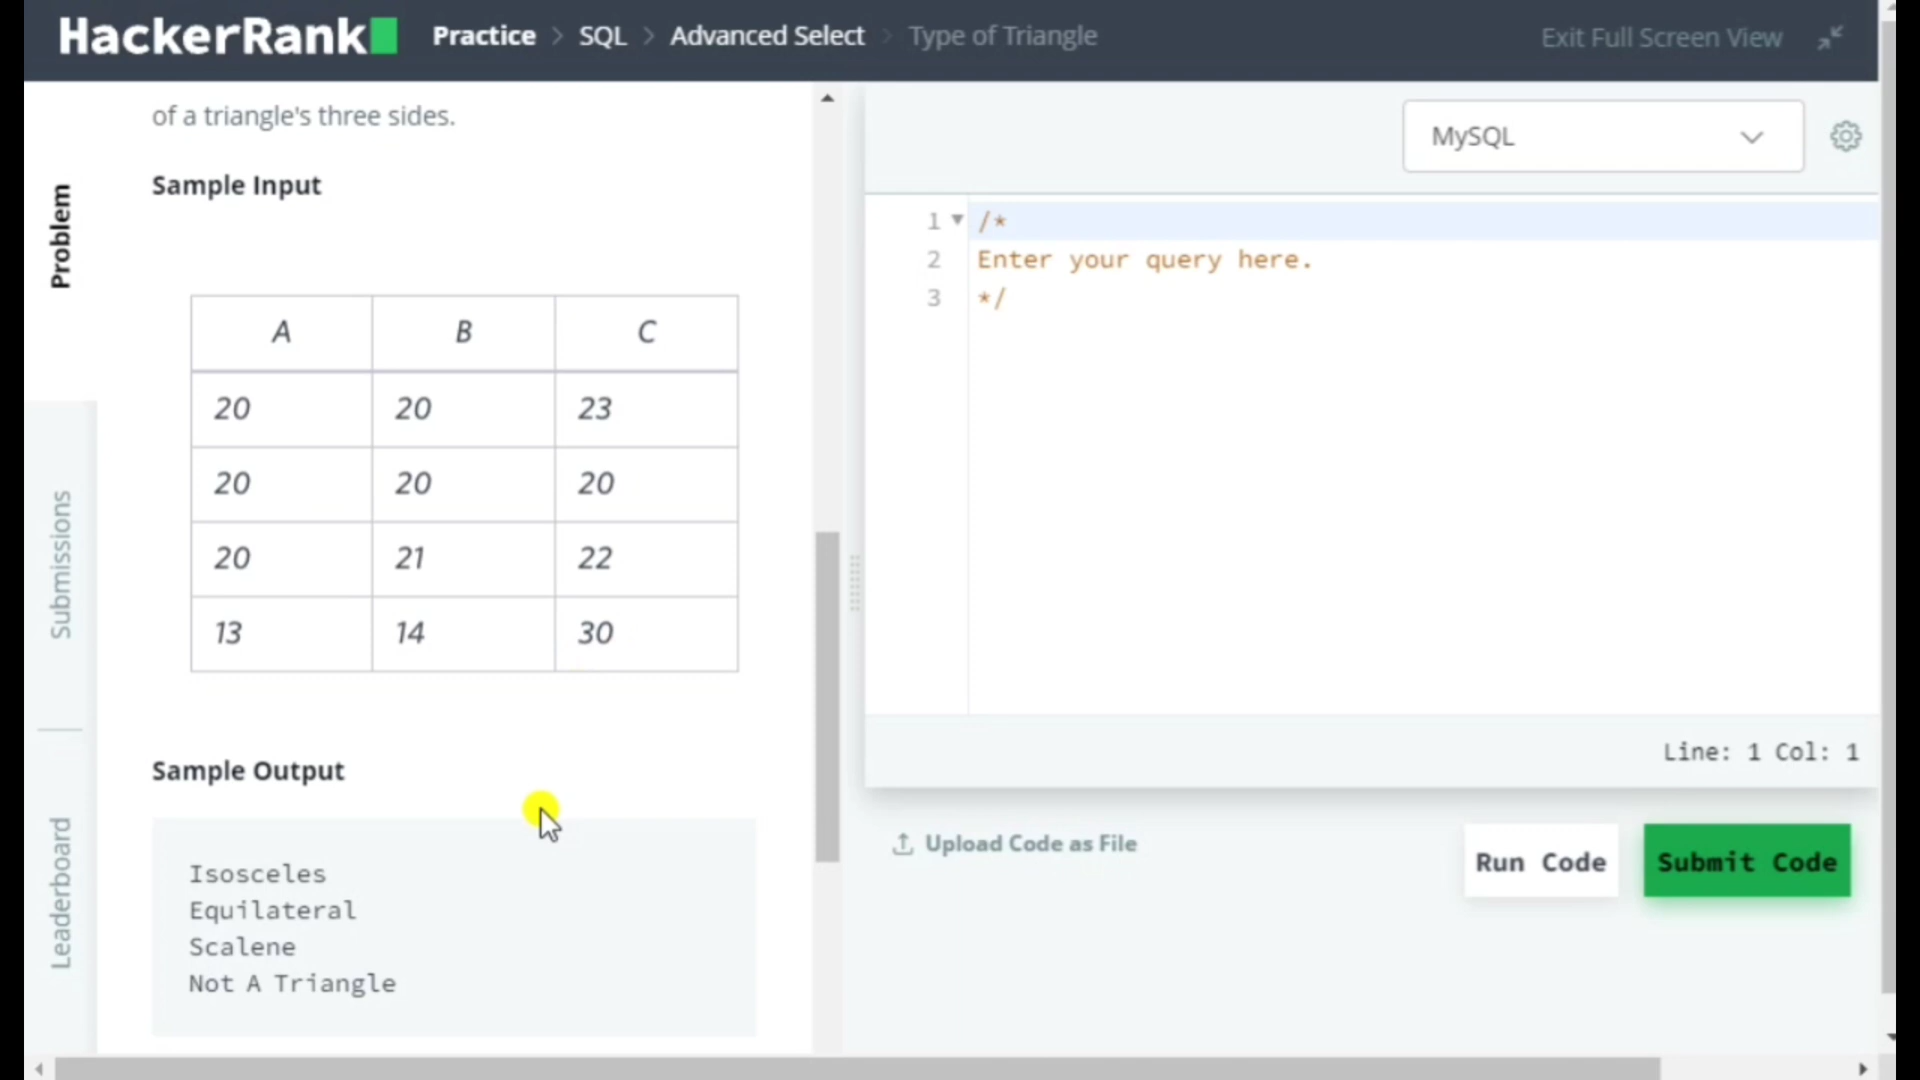 HackerRank Practice > SQL > Advanced Select > Type of Triangle Exit Full Screen View
Problem
Submissions
Leaderboard
of a triangle's three sides.
Sample Input
A B C
20 20 23
20 20 20
20 21 22
13 14 30
Sample Output
Isosceles
Equilateral
Scalene
Not A Triangle
MySQL
1 /*
2 Enter your query here.
3 */
Line: 1 Col: 1
Upload Code as File
Run Code
Submit Code